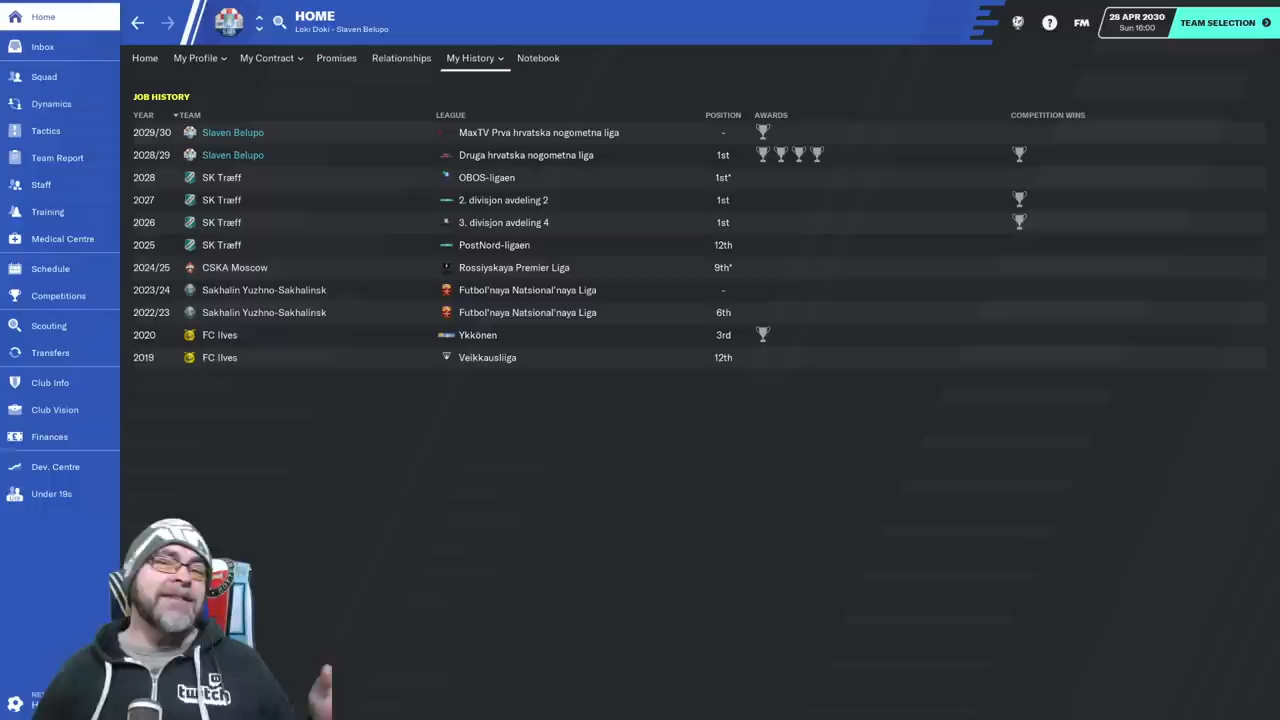 Home
HOME
Loki Doki - Slaven Belupo
FM
28 APR 2030
Sun 16:00
TEAM SELECTION
Inbox
Squad
Dynamics
Tactics
Team Report
Staff
Training
Medical Centre
Schedule
Competitions
Scouting
Transfers
Club Info
Club Vision
Finances
Dev. Centre
Under 19s
Home
My Profile
My Contract
Promises
Relationships
My History
Notebook
JOB HISTORY
YEAR TEAM LEAGUE POSITION AWARDS COMPETITION WINS
2029/30 Slaven Belupo MaxTV Prva hrvatska nogometna liga -
2028/29 Slaven Belupo Druga hrvatska nogometna liga 1st
2028 SK Træff OBOS-ligaen 1st*
2027 SK Træff 2. divisjon avdeling 2 1st
2026 SK Træff 3. divisjon avdeling 4 1st
2025 SK Træff PostNord-ligaen 12th
2024/25 CSKA Moscow Rossiyskaya Premier Liga 9th*
2023/24 Sakhalin Yuzhno-Sakhalinsk Futbol'naya Natsional'naya Liga -
2022/23 Sakhalin Yuzhno-Sakhalinsk Futbol'naya Natsional'naya Liga 6th
2020 FC Ilves Ykkönen 3rd
2019 FC Ilves Veikkausliiga 12th
twitch